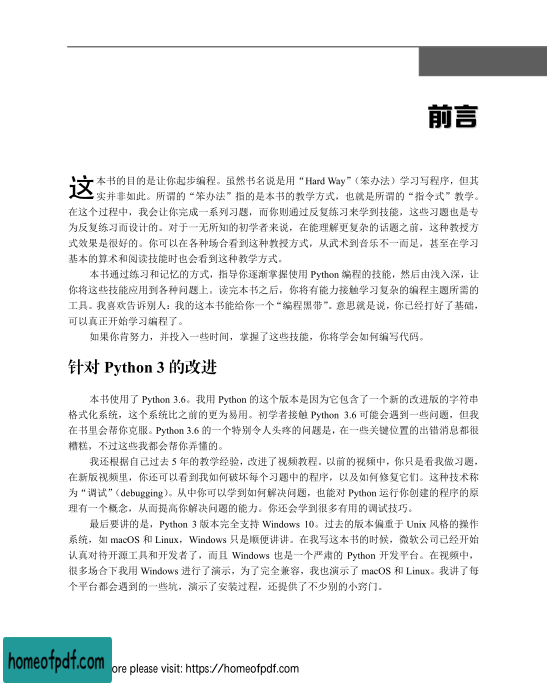 前言
这本书的目的是让你起步编程。虽然书名说是用“Hard Way”（笨办法）学习写程序，但其
实并非如此。所谓的“笨办法”指的是本书的教学方式，也就是所谓的“指令式”教学。
在这个过程中，我会让你完成一系列习题，而你则通过反复练习来学到技能，这些习题也是专
为反复练习而设计的。对于一无所知的初学者来说，在能理解更复杂的话题之前，这种教授方
式效果是很好的。你可以在各种场合看到这种教授方式，从武术到音乐不一而足，甚至在学习
基本的算术和阅读技能时也会看到这种教学方式。
本书通过练习和记忆的方式，指导你逐渐掌握使用 Python 编程的技能，然后由浅入深，让
你将这些技能应用到各种问题上。读完本书之后，你将有能力接触学习复杂的编程主题所需的
工具。我喜欢告诉别人：我的这本书能给你一个“编程黑带”。意思就是说，你已经打好了基础，
可以真正开始学习编程了。
如果你肯努力，并投入一些时间，掌握了这些技能，你将学会如何编写代码。
针对 Python 3 的改进
本书使用了 Python 3.6。我用 Python 的这个版本是因为它包含了一个新的改进版的字符串
格式化系统，这个系统比之前的更为易用。初学者接触 Python 3.6 可能会遇到一些问题，但我
在书里会帮你克服。Python 3.6 的一个特别令人头疼的问题是，在一些关键位置的出错消息都很
糟糕，不过这些我都会帮你弄懂的。
我还根据自己过去 5 年的教学经验，改进了视频教程。以前的视频中，你只是看我做习题，
在新版视频里，你还可以看到我如何破坏每个习题中的程序，以及如何修复它们。这种技术称
为“调试”（debugging）。从中你可以学到如何解决问题，也能对 Python 运行你创建的程序的原
理有一个概念，从而提高你解决问题的能力。你还会学到很多有用的调试技巧。
最后要讲的是，Python 3 版本完全支持 Windows 10。过去的版本偏重于 Unix 风格的操作
系统，如 macOS 和 Linux，Windows 只是顺便讲讲。在我写这本书的时候，微软公司已经开始
认真对待开源工具和开发者了，而且 Windows 也是一个严肃的 Python 开发平台。在视频中，
很多场合下我用 Windows 进行了演示，为了完全兼容，我也演示了 macOS 和 Linux。我讲了每
个平台都会遇到的一些坑，演示了安装过程，还提供了不少别的小窍门。
homeofpdf.com
ore please visit: https://homeofpdf.com